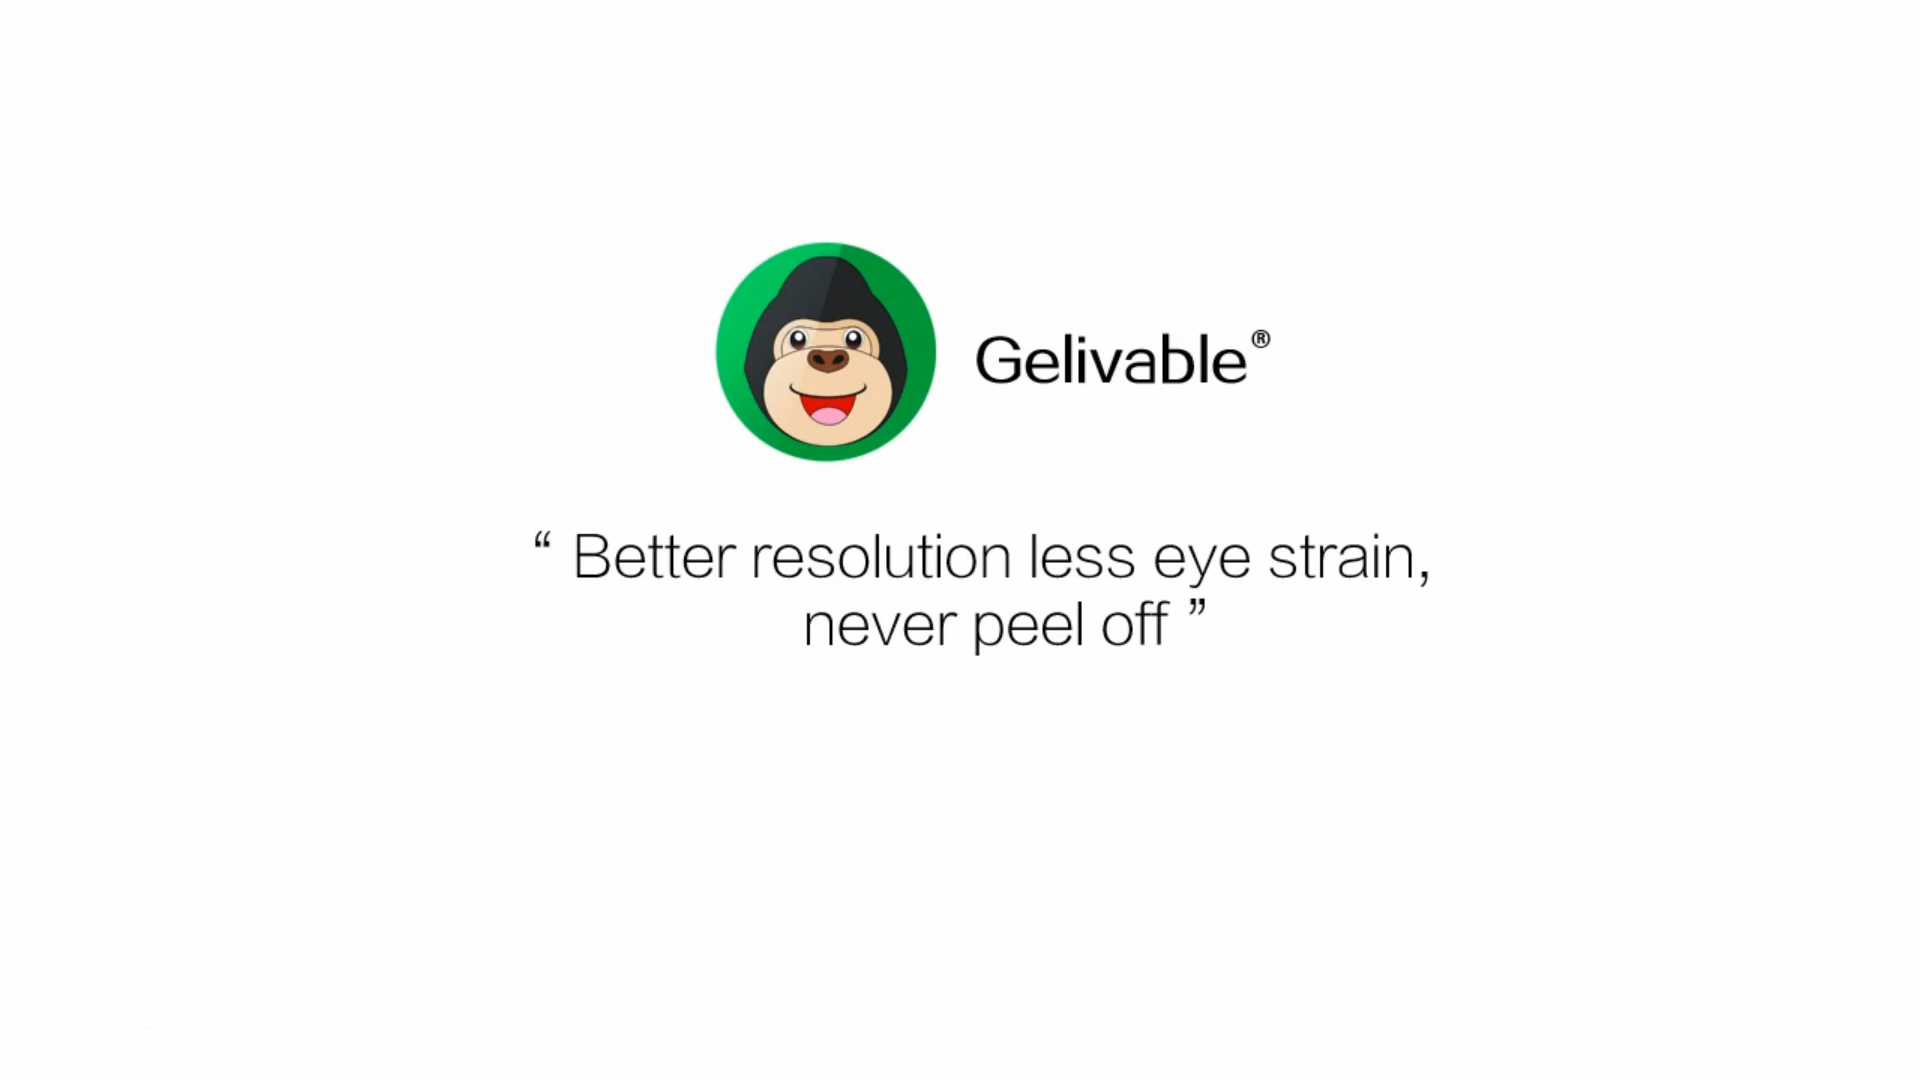 Gelivable®
“ Better resolution less eye strain,
never peel off ”